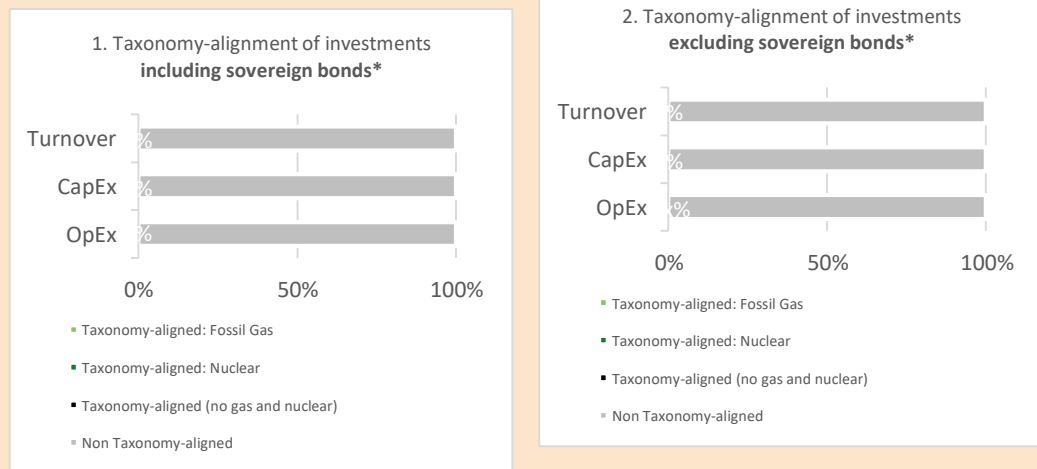 1. Taxonomy-alignment of investments
including sovereign bonds*
Turnover
%
CapEx
%
OpEx
%
0% 50% 100%
Taxonomy-aligned: Fossil Gas
Taxonomy-aligned: Nuclear
Taxonomy-aligned (no gas and nuclear)
Non Taxonomy-aligned
2. Taxonomy-alignment of investments
excluding sovereign bonds*
Turnover
%
CapEx
%
OpEx
%
0% 50% 100%
Taxonomy-aligned: Fossil Gas
Taxonomy-aligned: Nuclear
Taxonomy-aligned (no gas and nuclear)
Non Taxonomy-aligned